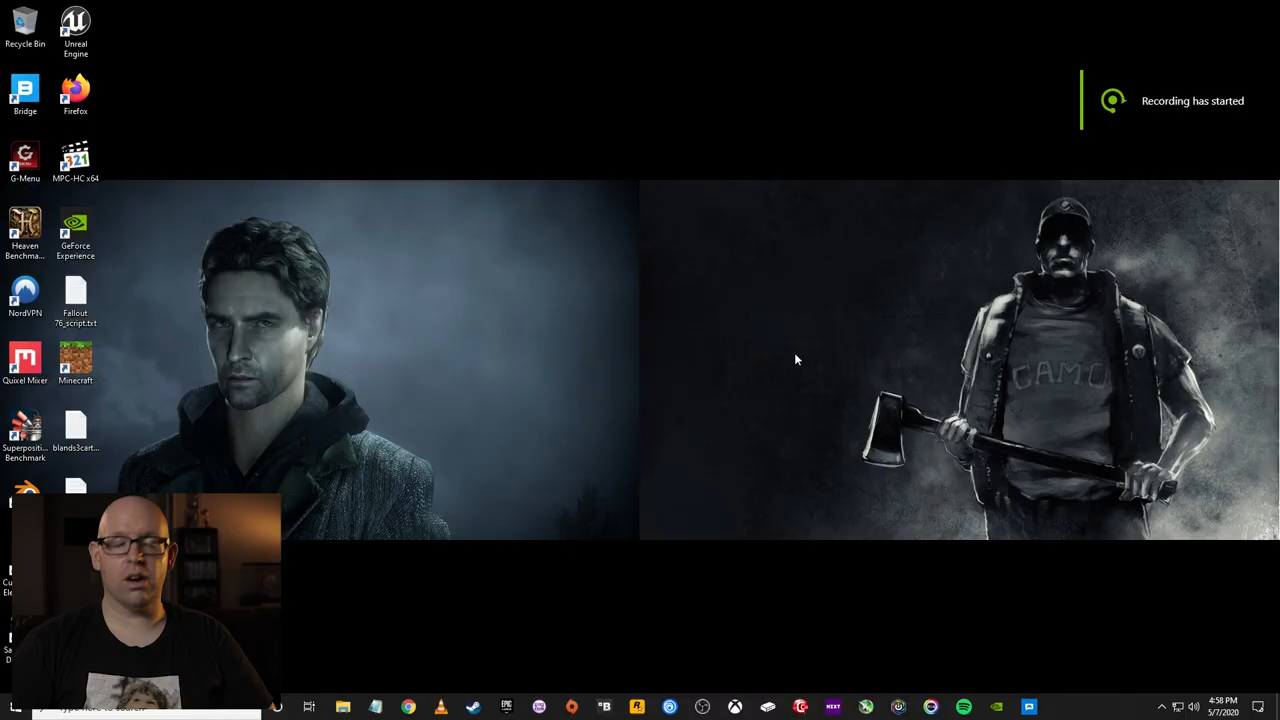 Recycle Bin
Unreal
Engine
Bridge
Firefox
Recording has started
G-Menu
MPC-HC x64
321
Heaven
Benchma...
GeForce
Experience
NordVPN
Fallout
76_script.txt
Quixel Mixer
Minecraft
CAMO
Superpositi...
Benchmark
blands3cart...
4:58 PM
5/7/2020